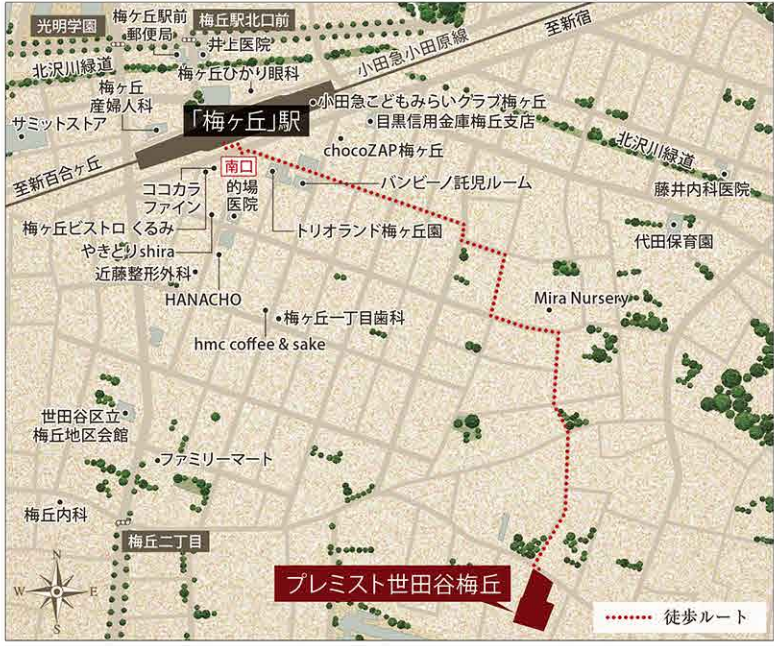 光明学園
梅ヶ丘駅前
郵便局
梅丘駅北口前
井上医院
小田急小田原線
至新宿
北沢川緑道
梅ヶ丘ひかり眼科
梅ヶ丘
産婦人科
サミットストア
「梅ヶ丘」駅
小田急こどもみらいクラブ梅ヶ丘
目黒信用金庫梅丘支店
chocoZAP梅ヶ丘
北沢川緑道
至新百合ヶ丘
南口
ココカラ
ファイン
的場
医院
バンビーノ託児ルーム
藤井内科医院
梅ヶ丘ビストロ くるみ
トリオランド梅ヶ丘園
代田保育園
やきとりshira
近藤整形外科
HANACHO
Mira Nursery
梅ヶ丘一丁目歯科
hmc coffee & sake
世田谷区立
梅丘地区会館
ファミリーマート
梅丘内科
梅丘二丁目
N
W
E
S
プレミスト世田谷梅丘
徒歩ルート